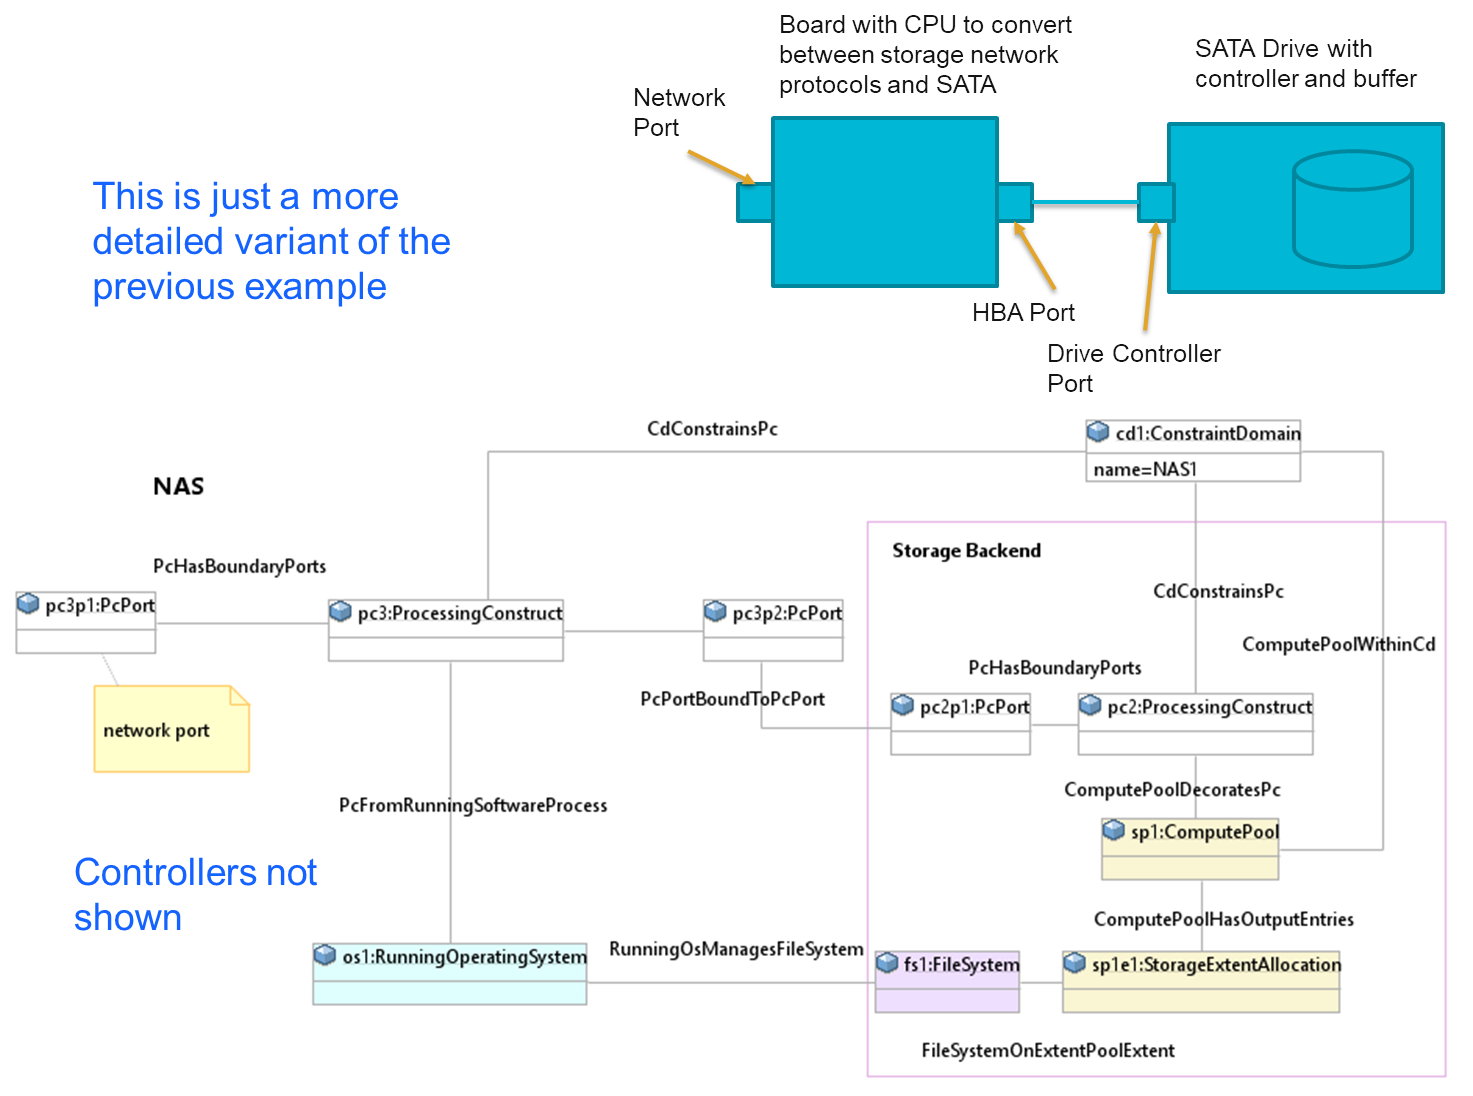 Board with CPU to convert
between storage network
protocols and SATA
SATA Drive with
controller and buffer
Network
Port
This is just a more
detailed variant of the
previous example
HBA Port
Drive Controller
Port
CdConstrainsPc
cd1:ConstraintDomain
name=NAS1
NAS
Storage Backend
PcHasBoundaryPorts
CdConstrainsPc
pc3p1:PcPort
pc3:ProcessingConstruct
pc3p2:PcPort
ComputePoolWithinCd
PcHasBoundaryPorts
PcPortBoundToPcPort
pc2p1:PcPort
pc2:ProcessingConstruct
network port
ComputePoolDecoratesPc
PcFromRunningSoftwareProcess
sp1:ComputePool
Controllers not
shown
ComputePoolHasOutputEntries
RunningOsManagesFileSystem
os1:RunningOperatingSystem
fs1:FileSystem
sp1e1:StorageExtentAllocation
FileSystemOnExtentPoolExtent